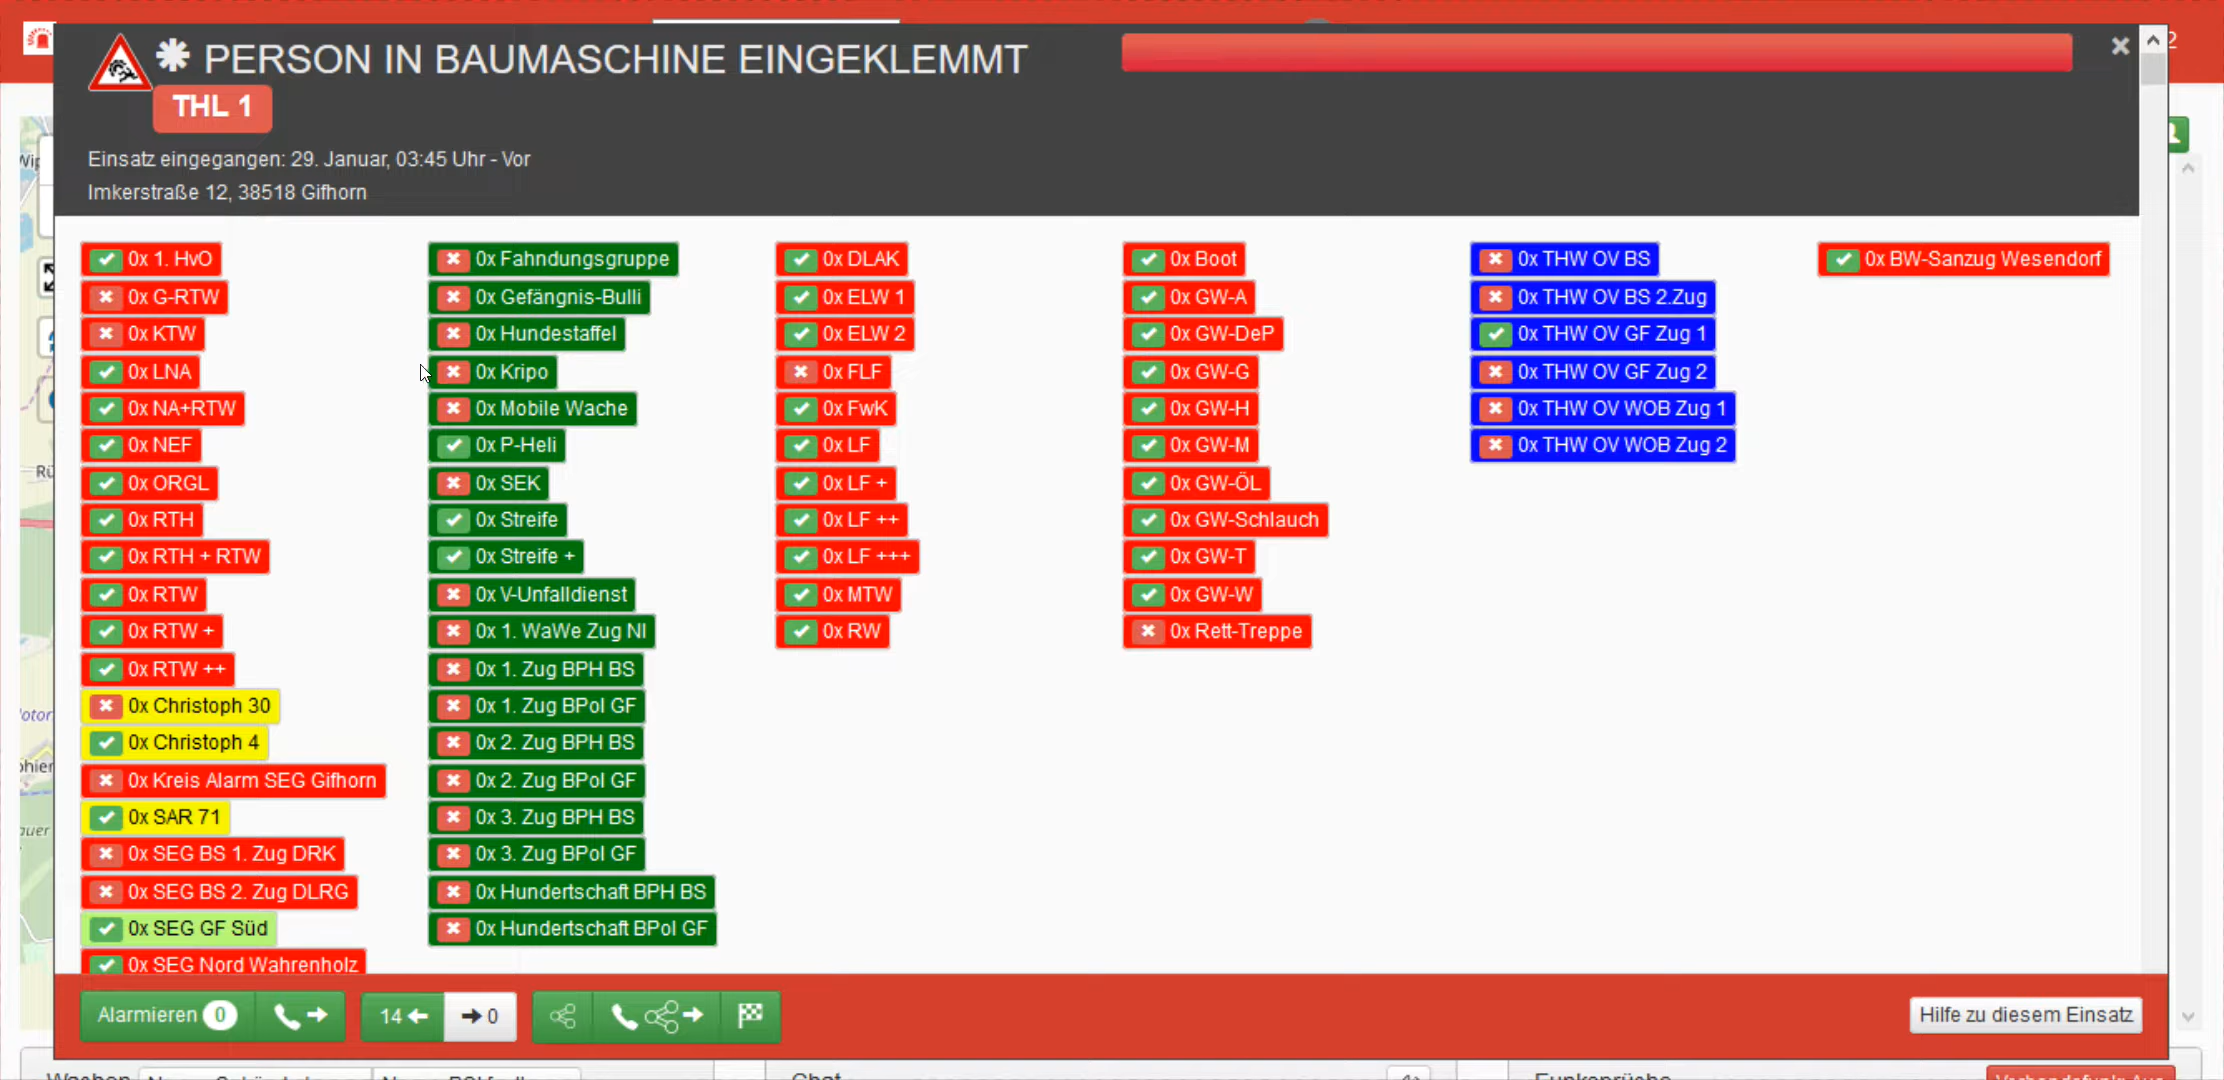 PERSON IN BAUMASCHINE EINGEKLEMMT
THL 1
Einsatz eingegangen: 29. Januar, 03:45 Uhr - Vor
Imkerstraße 12, 38518 Gifhorn
0x 1. HvO
0x G-RTW
0x KTW
0x LNA
0x NA+RTW
0x NEF
0x ORGL
0x RTH
0x RTH + RTW
0x RTW
0x RTW +
0x RTW ++
0x Christoph 30
0x Christoph 4
0x Kreis Alarm SEG Gifhorn
0x SAR 71
0x SEG BS 1. Zug DRK
0x SEG BS 2. Zug DLRG
0x SEG GF Süd
0x SEG Nord Wahrenholz
0x Fahndungsgruppe
0x Gefängnis-Bulli
0x Hundestaffel
0x Kripo
0x Mobile Wache
0x P-Heli
0x SEK
0x Streife
0x Streife +
0x V-Unfalldienst
0x 1. WaWe Zug NI
0x 1. Zug BPH BS
0x 1. Zug BPol GF
0x 2. Zug BPH BS
0x 2. Zug BPol GF
0x 3. Zug BPH BS
0x 3. Zug BPol GF
0x Hundertschaft BPH BS
0x Hundertschaft BPol GF
0x DLAK
0x ELW 1
0x ELW 2
0x FLF
0x FwK
0x LF
0x LF +
0x LF ++
0x LF +++
0x MTW
0x RW
0x Boot
0x GW-A
0x GW-DeP
0x GW-G
0x GW-H
0x GW-M
0x GW-ÖL
0x GW-Schlauch
0x GW-T
0x GW-W
0x Rett-Treppe
0x THW OV BS
0x THW OV BS 2.Zug
0x THW OV GF Zug 1
0x THW OV GF Zug 2
0x THW OV WOB Zug 1
0x THW OV WOB Zug 2
0x BW-Sanzug Wesendorf
Alarmieren 0
14
0
Hilfe zu diesem Einsatz